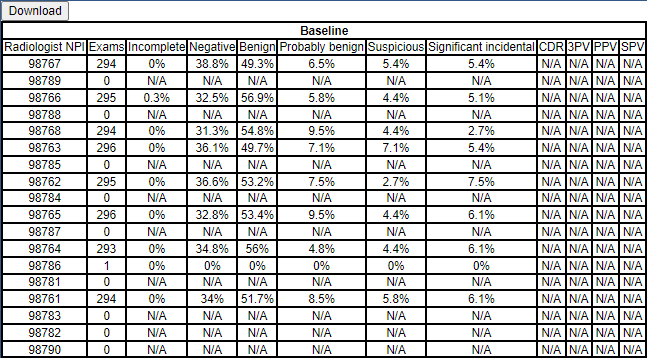 Download
Baseline
Radiologist NPI Exams Incomplete Negative Benign Probably benign Suspicious Significant incidental CDR 3PV PPV SPV
98767 294 0% 38.8% 49.3% 6.5% 5.4% 5.4% N/A N/A N/A N/A
98789 0 N/A N/A N/A N/A N/A N/A N/A N/A N/A N/A
98766 295 0.3% 32.5% 56.9% 5.8% 4.4% 5.1% N/A N/A N/A N/A
98788 0 N/A N/A N/A N/A N/A N/A N/A N/A N/A N/A
98768 294 0% 31.3% 54.8% 9.5% 4.4% 2.7% N/A N/A N/A N/A
98763 296 0% 36.1% 49.7% 7.1% 7.1% 5.4% N/A N/A N/A N/A
98785 0 N/A N/A N/A N/A N/A N/A N/A N/A N/A N/A
98762 295 0% 36.6% 53.2% 7.5% 2.7% 7.5% N/A N/A N/A N/A
98784 0 N/A N/A N/A N/A N/A N/A N/A N/A N/A N/A
98765 296 0% 32.8% 53.4% 9.5% 4.4% 6.1% N/A N/A N/A N/A
98787 0 N/A N/A N/A N/A N/A N/A N/A N/A N/A N/A
98764 293 0% 34.8% 56% 4.8% 4.4% 6.1% N/A N/A N/A N/A
98786 1 0% 0% 0% 0% 0% 0% N/A N/A N/A N/A
98781 0 N/A N/A N/A N/A N/A N/A N/A N/A N/A N/A
98761 294 0% 34% 51.7% 8.5% 5.8% 6.1% N/A N/A N/A N/A
98783 0 N/A N/A N/A N/A N/A N/A N/A N/A N/A N/A
98782 0 N/A N/A N/A N/A N/A N/A N/A N/A N/A N/A
98790 0 N/A N/A N/A N/A N/A N/A N/A N/A N/A N/A